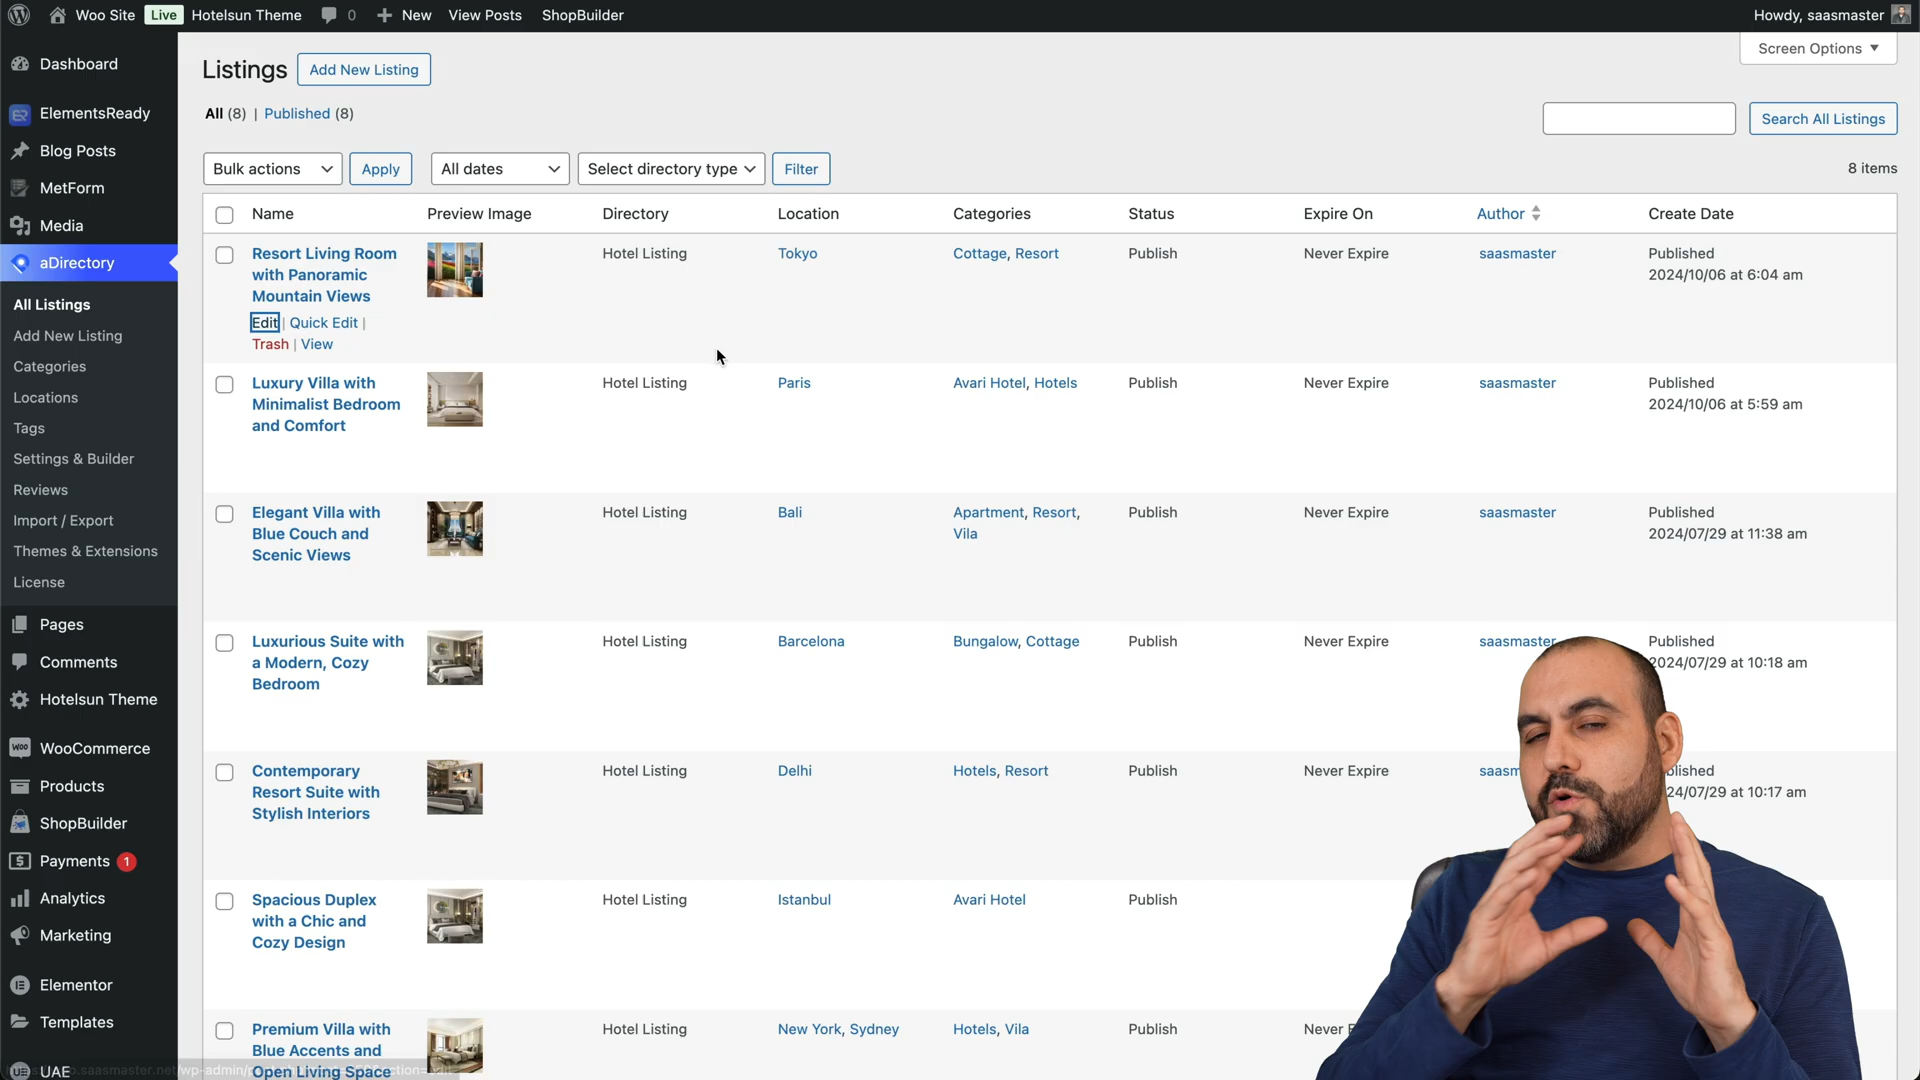 Woo Site Live Hotelsun Theme 0 New View Posts ShopBuilder Howdy, saasmaster
Screen Options
Dashboard
ElementsReady
Blog Posts
MetForm
Media
aDirectory
All Listings
Add New Listing
Categories
Locations
Tags
Settings & Builder
Reviews
Import / Export
Themes & Extensions
License
Pages
Comments
Hotelsun Theme
WooCommerce
Products
ShopBuilder
Payments 1
Analytics
Marketing
Elementor
Templates
UAE
Listings Add New Listing
All (8) | Published (8)
Search All Listings
Bulk actions Apply All dates Select directory type Filter 8 items
Name Preview Image Directory Location Categories Status Expire On Author Create Date
Resort Living Room Hotel Listing Tokyo Cottage, Resort Publish Never Expire saasmaster Published
with Panoramic 2024/10/06 at 6:04 am
Mountain Views
Edit | Quick Edit |
Trash | View
Luxury Villa with Hotel Listing Paris Avari Hotel, Hotels Publish Never Expire saasmaster Published
Minimalist Bedroom 2024/10/06 at 5:59 am
and Comfort
Elegant Villa with Hotel Listing Bali Apartment, Resort, Publish Never Expire saasmaster Published
Blue Couch and Vila 2024/07/29 at 11:38 am
Scenic Views
Luxurious Suite with Hotel Listing Barcelona Bungalow, Cottage Publish Never Expire saasmaster Published
a Modern, Cozy 2024/07/29 at 10:18 am
Bedroom
Contemporary Hotel Listing Delhi Hotels, Resort Publish Never Expire
Resort Suite with at 10:17 am
Stylish Interiors
Spacious Duplex Hotel Listing Istanbul Avari Hotel Publish
with a Chic and
Cozy Design
Premium Villa with Hotel Listing New York, Sydney Hotels, Vila Publish Never
Blue Accents and
Open Living Space